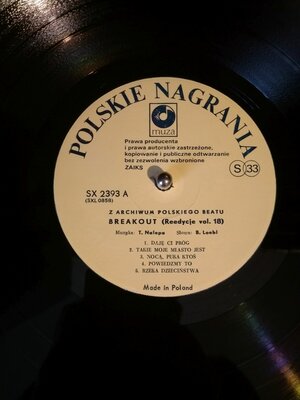 POLSKIE NAGRANIA
muza
Prawa producenta
i prawa autorskie zastrzeżone,
kopiowanie i publiczne odtwarzanie
bez zezwolenia wzbronione
ZAIKS
S 33
SX 2393 A
(SXL 0858)
Z ARCHIWUM POLSKIEGO BEATU
BREAKOUT (Reedycje vol. 18)
Muzyka: T. Nalepa Słowa: B. Loebl
1. DAJĘ CI PRÓG
2. TAKIE MOJE MIASTO JEST
3. NOCĄ, PUKA KTOŚ
4. POWIEDZMY TO
5. RZEKA DZIECIŃSTWA
Made in Poland